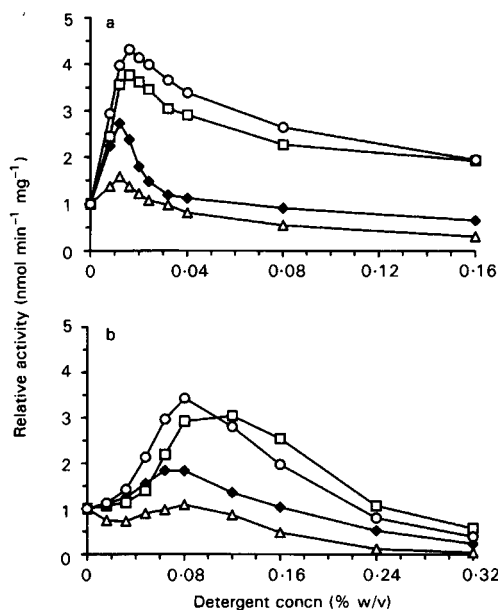 a
5
4
3
2
1
0
0 0·04 0·08 0·12 0·16
Relative activity (nmol min⁻¹ mg⁻¹)
b
5
4
3
2
1
0
0 0·08 0·16 0·24 0·32
Detergent concn (% w/v)